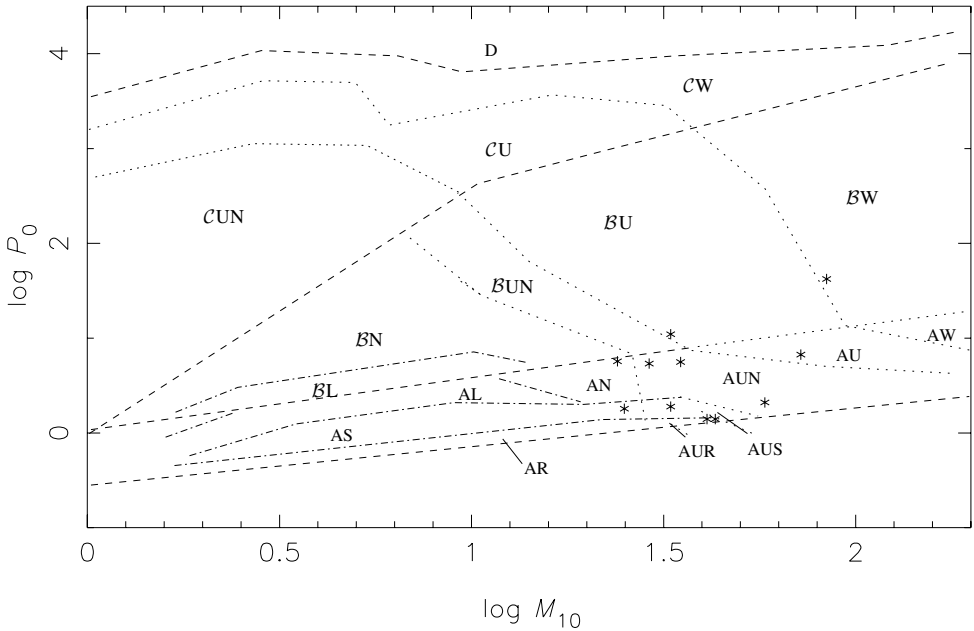 D
4
𝒞W
𝒞U
𝒞UN
ℬW
ℬU
2
log P₀
ℬUN
ℬN
AW
AU
ℬL
AL
AN
AUN
0
AS
AR
AUR
AUS
0
0.5
1
1.5
2
log M₁₀